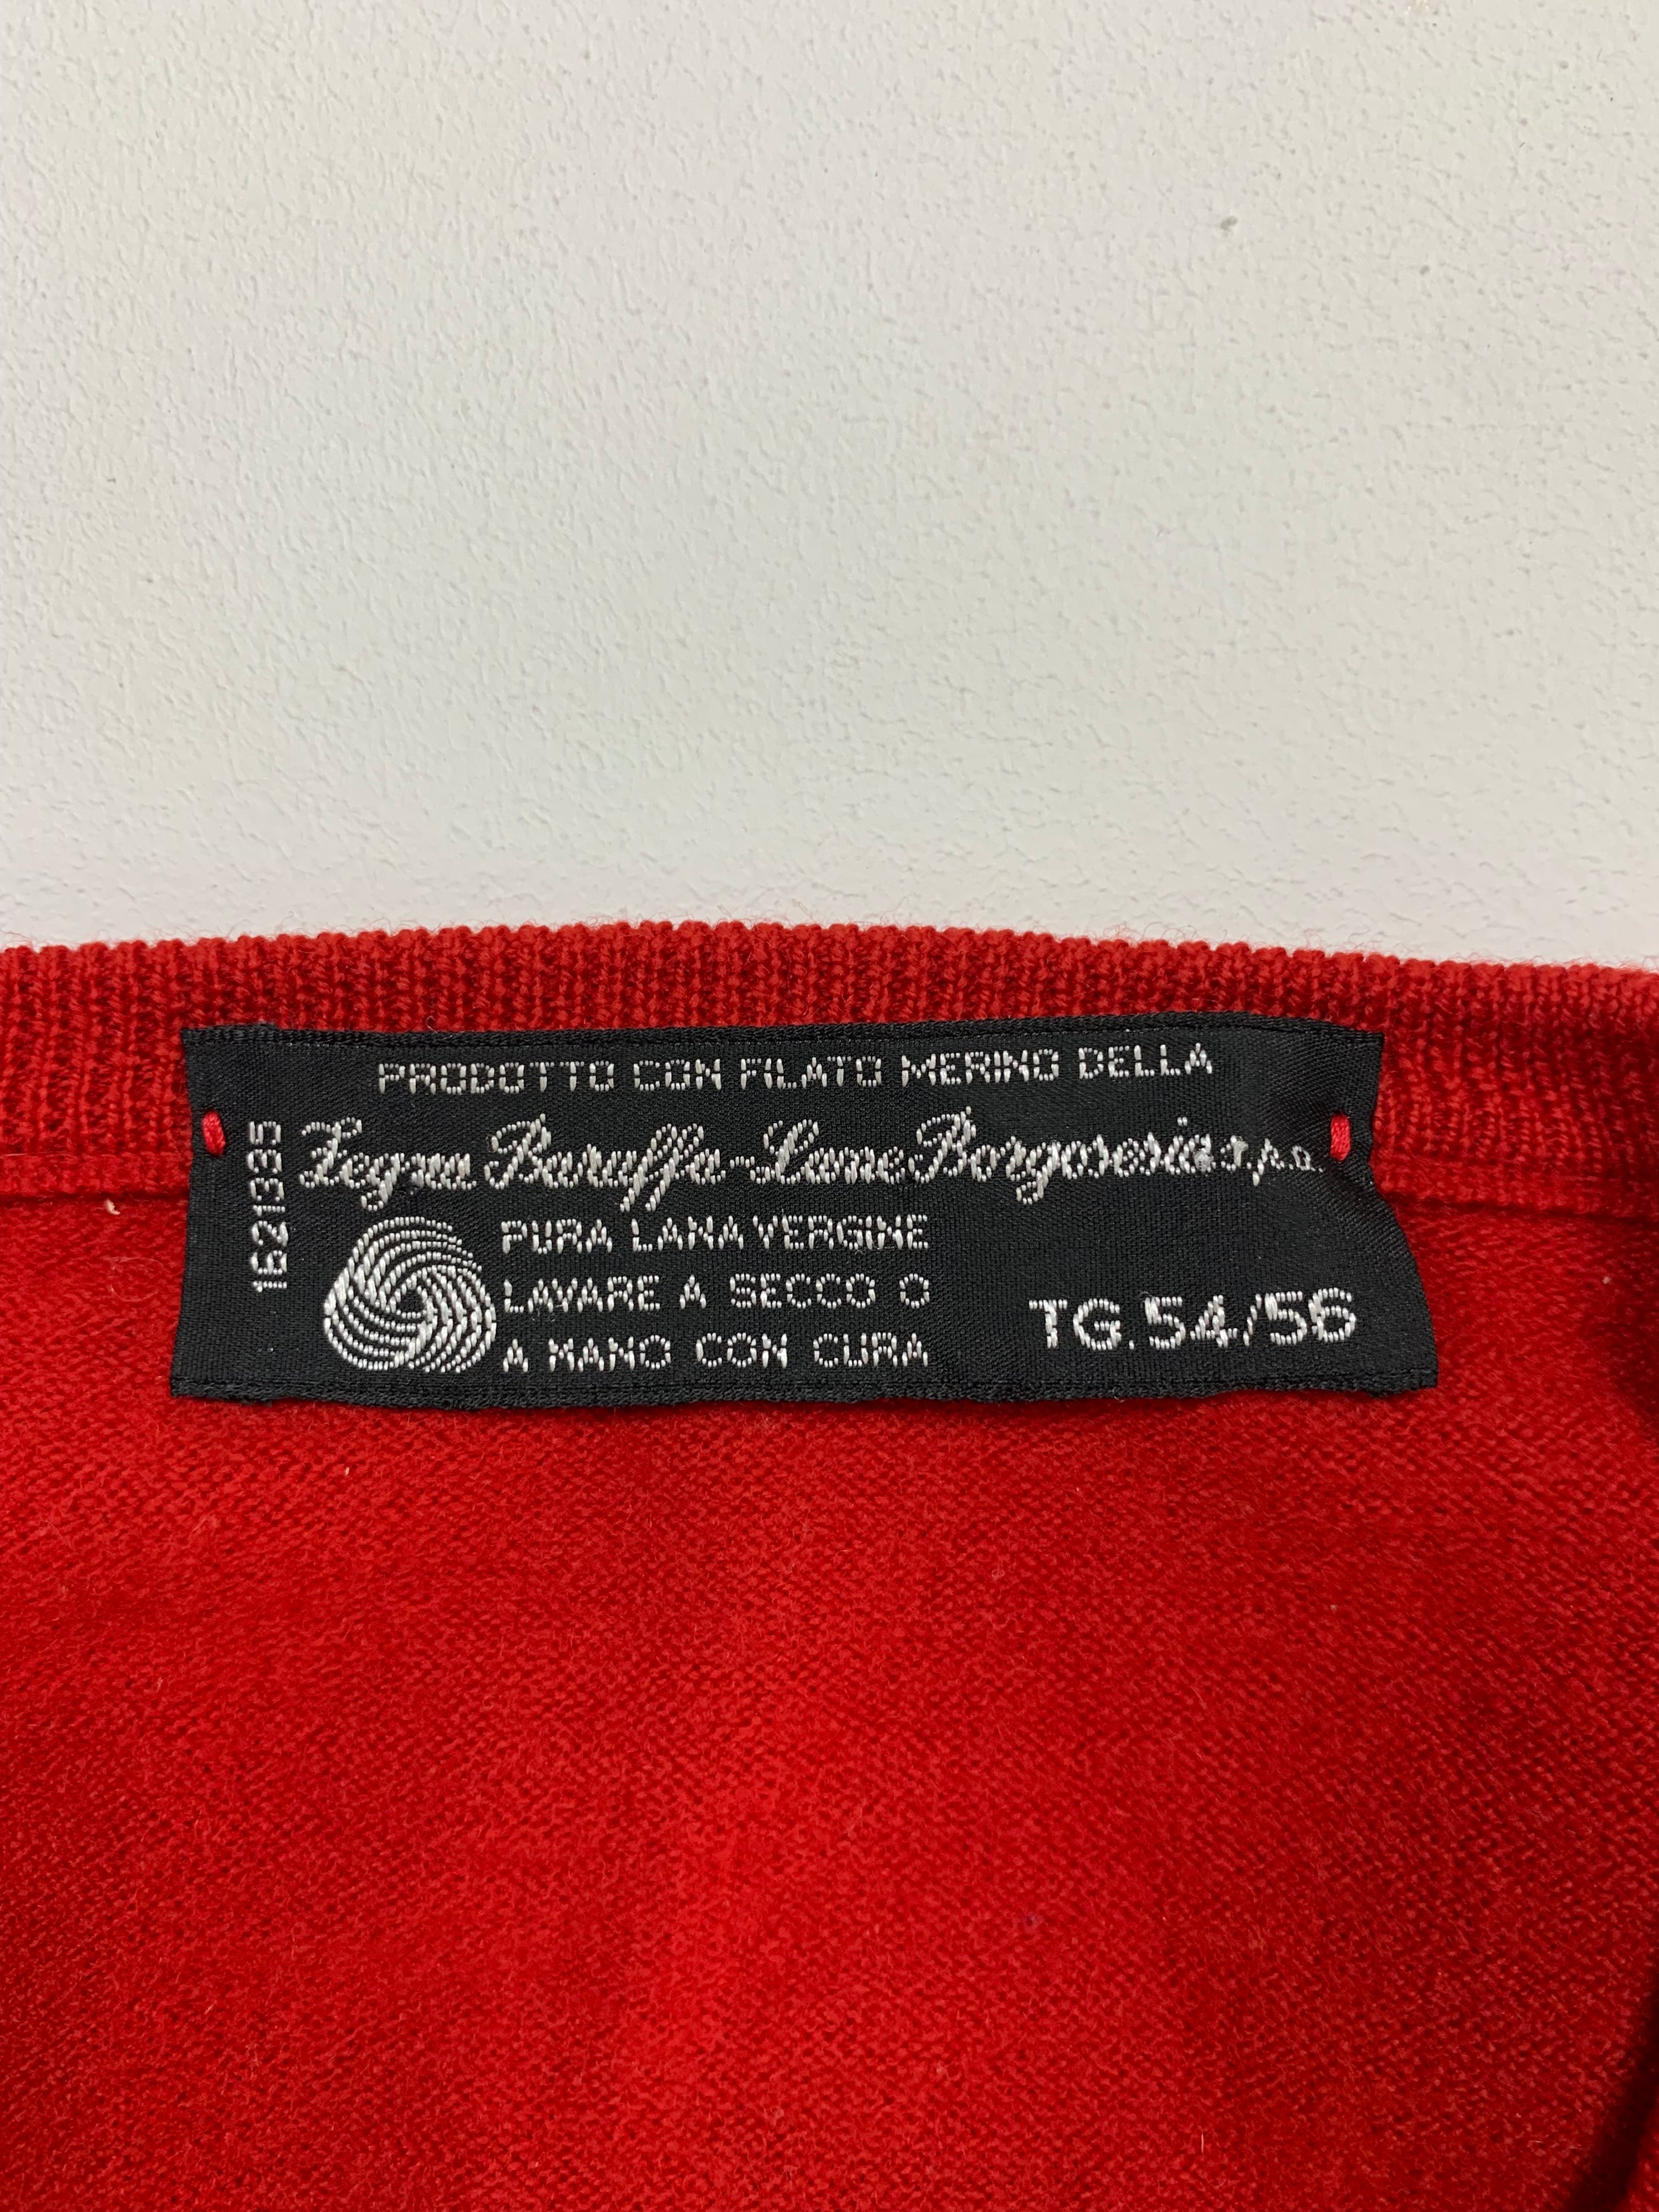 PRODOTTO CON FILATO MERINO DELLA
Zegna Baruffa-Lane Borgosesia s.p.a.
1621335
PURA LANA VERGINE
LAVARE A SECCO O
A MANO CON CURA
TG. 54/56